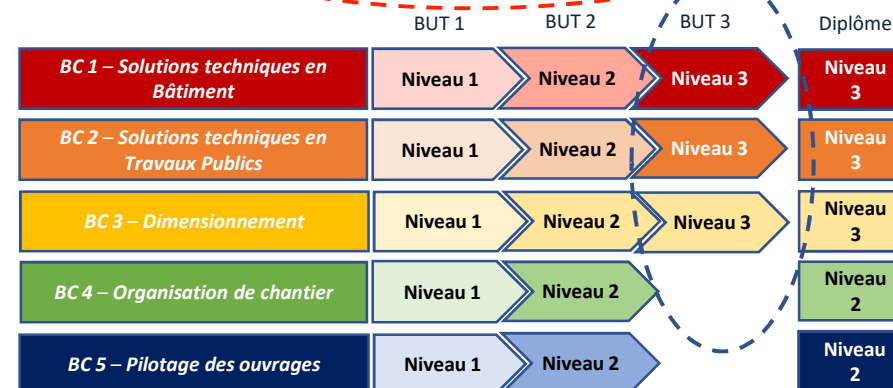 BUT 1 BUT 2 BUT 3 Diplôme
BC 1 – Solutions techniques en
Bâtiment
Niveau 1 Niveau 2 Niveau 3 Niveau
3
BC 2 – Solutions techniques en
Travaux Publics
Niveau 1 Niveau 2 Niveau 3 Niveau
3
BC 3 – Dimensionnement Niveau 1 Niveau 2 Niveau 3 Niveau
3
BC 4 – Organisation de chantier Niveau 1 Niveau 2 Niveau
2
BC 5 – Pilotage des ouvrages Niveau 1 Niveau 2 Niveau
2